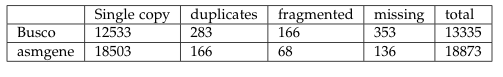 Single copy duplicates fragmented missing total
Busco 12533 283 166 353 13335
asmgene 18503 166 68 136 18873